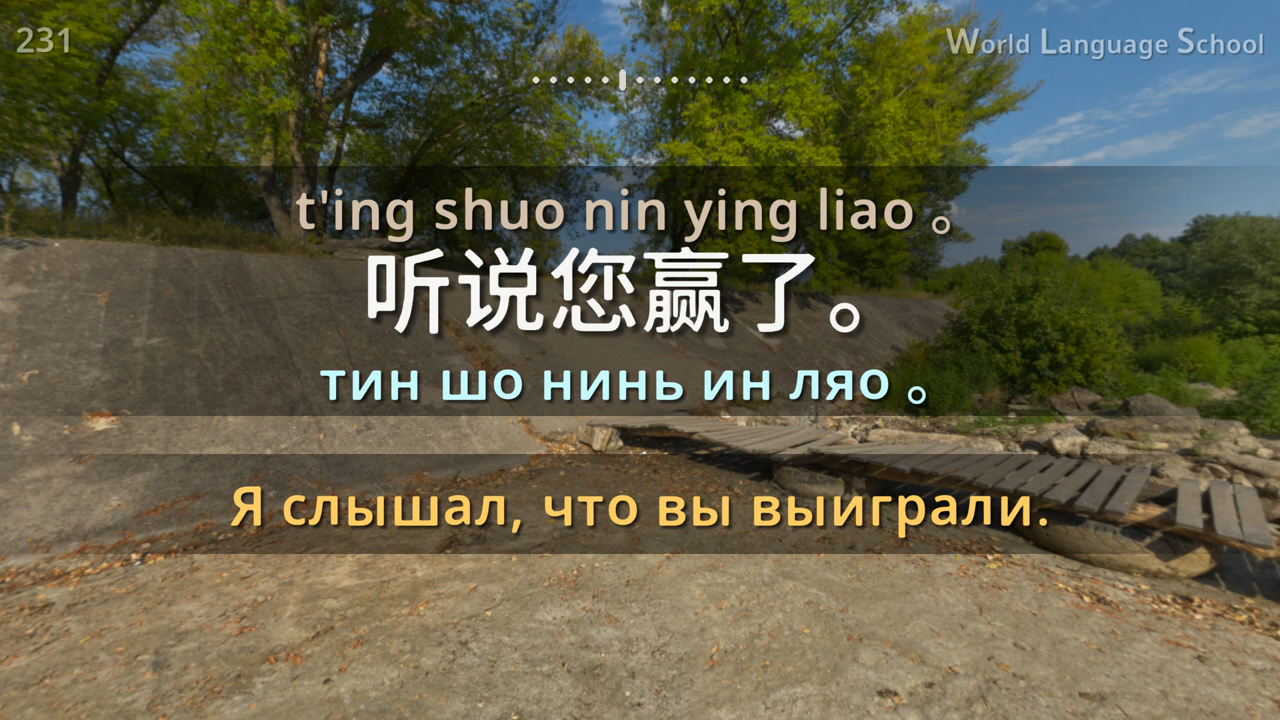 231
World Language School
t'ing shuo nin ying liao 。
听说您赢了。
тин шо нинь ин ляо 。
Я слышал, что вы выиграли.